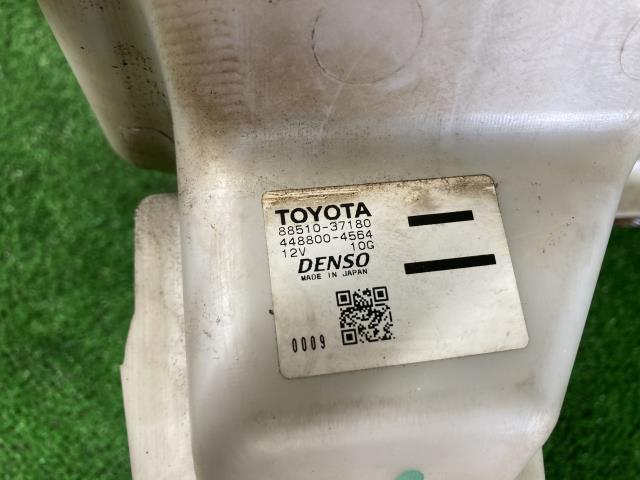 TOYOTA
88510-37180
448800-4564
12V 10G
DENSO
MADE IN JAPAN
0009